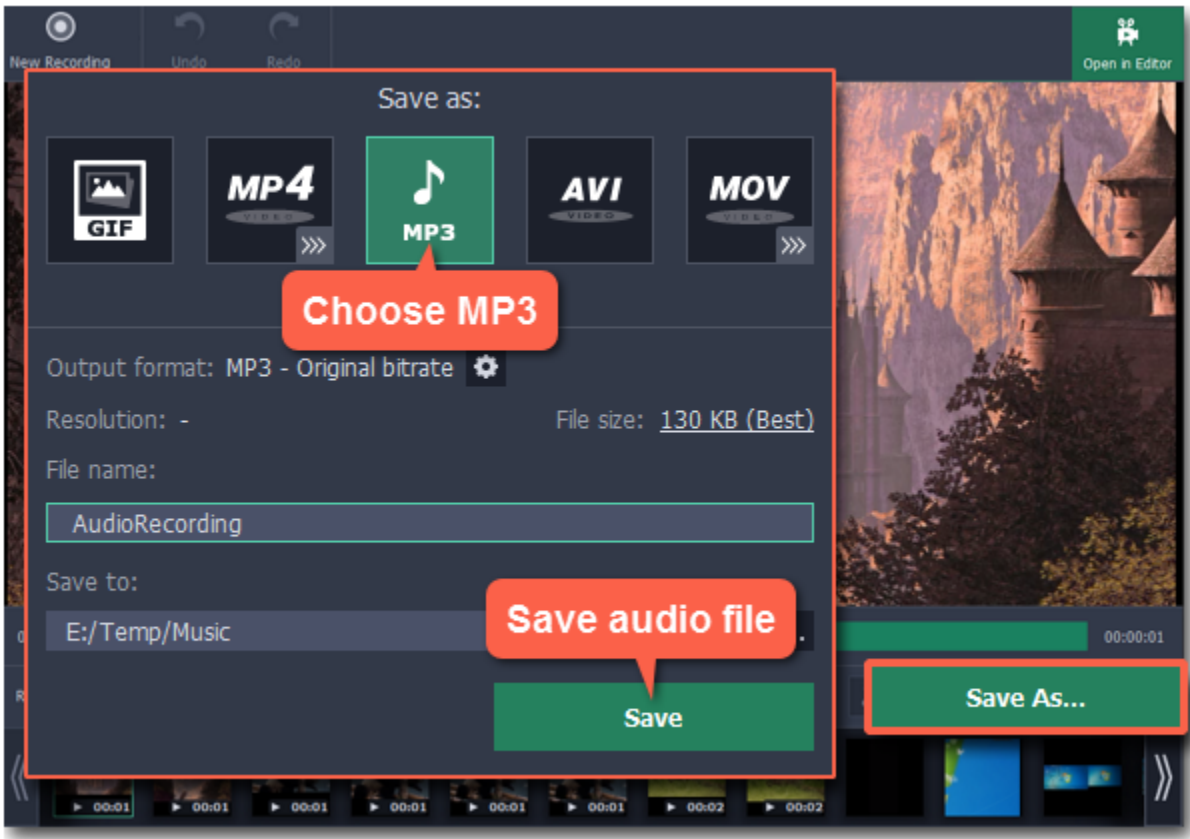 New Recording
Undo
Redo
Open in Editor
Save as:
GIF
MP4
VIDEO
MP3
AVI
VIDEO
MOV
VIDEO
Choose MP3
Output format: MP3 - Original bitrate
Resolution: -
File size: 130 KB (Best)
File name:
AudioRecording
Save to:
E:/Temp/Music
Save audio file
00:00:01
Save
Save As...
00:01
00:01
00:01
00:01
00:01
00:01
00:02
00:02